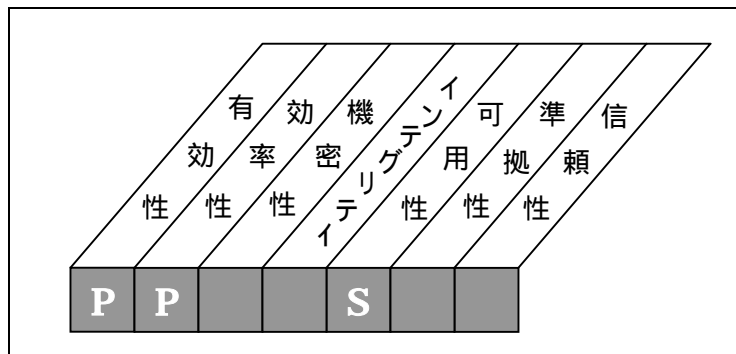 有効性
効率性
機密性
インテグリティ
可用性
準拠性
信頼性
P P S